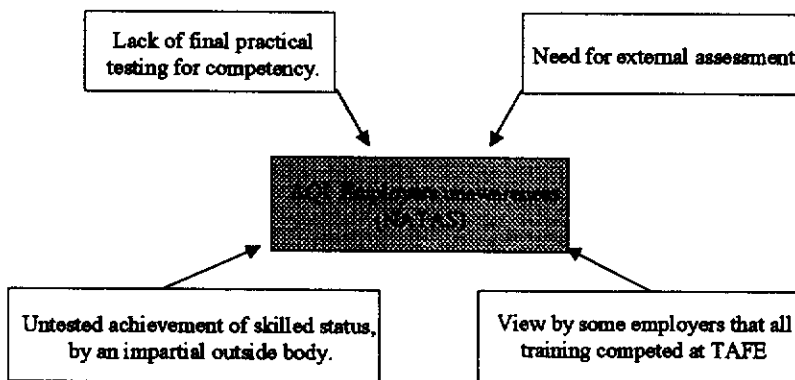 Lack of final practical
testing for competency.
Need for external assessment
(NATAS)
Untested achievement of skilled status,
by an impartial outside body.
View by some employers that all
training competed at TAFE